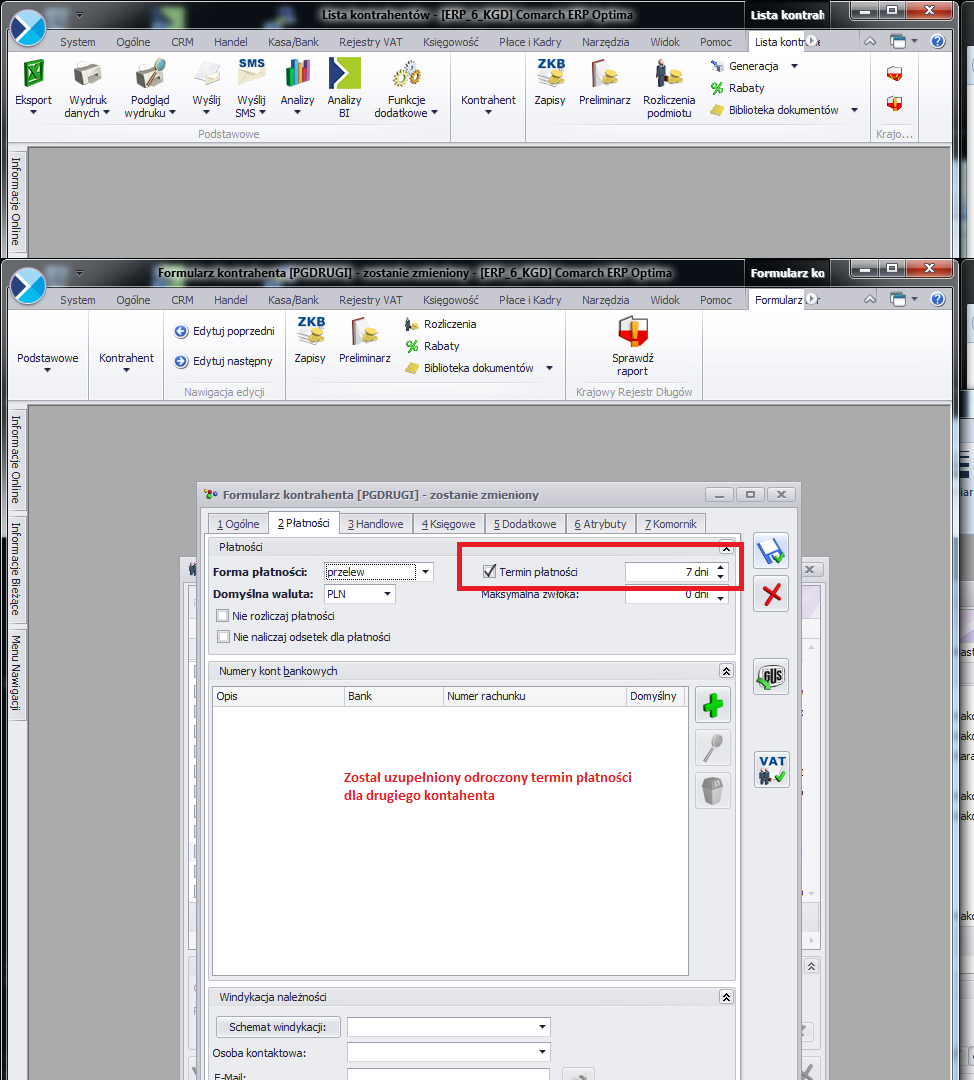 Lista kontrahentów - [ERP_6_KGD] Comarch ERP Optima
Lista kontrah
System Ogólne CRM Handel Kasa/Bank Rejestry VAT Księgowość Płace i Kadry Narzędzia Widok Pomoc Lista kontr
Eksport
Wydruk danych
Podgląd wydruku
Wyślij
SMS
Wyślij SMS
Analizy
Analizy BI
Funkcje dodatkowe
Podstawowe
Kontrahent
ZKB
Zapisy
Preliminarz
Rozliczenia podmiotu
Generacja
Rabaty
Biblioteka dokumentów
Krajo...
Informacje Online
Formularz kontrahenta [PGDRUGI] - zostanie zmieniony - [ERP_6_KGD] Comarch ERP Optima
Formularz ko
System Ogólne CRM Handel Kasa/Bank Rejestry VAT Księgowość Płace i Kadry Narzędzia Widok Pomoc Formularz
Podstawowe
Kontrahent
Edytuj poprzedni
Edytuj następny
Nawigacja edycji
ZKB
Zapisy
Preliminarz
Rozliczenia
Rabaty
Biblioteka dokumentów
Sprawdź raport
Krajowy Rejestr Długów
Informacje Online
Informacje Bieżące
Menu Nawigacji
Formularz kontrahenta [PGDRUGI] - zostanie zmieniony
1 Ogólne 2 Płatności 3 Handlowe 4 Księgowe 5 Dodatkowe 6 Atrybuty 7 Komornik
Płatności
Forma płatności: przelew Termin płatności 7 dni
Domyślna waluta: PLN Maksymalna zwłoka: 0 dni
Nie rozliczaj płatności
Nie naliczaj odsetek dla płatności
Numery kont bankowych
Opis Bank Numer rachunku Domyślny
GUS
VAT
Został uzupełniony odroczony termin płatności
dla drugiego kontahenta
Windykacja należności
Schemat windykacji:
Osoba kontaktowa:
E-Mail: